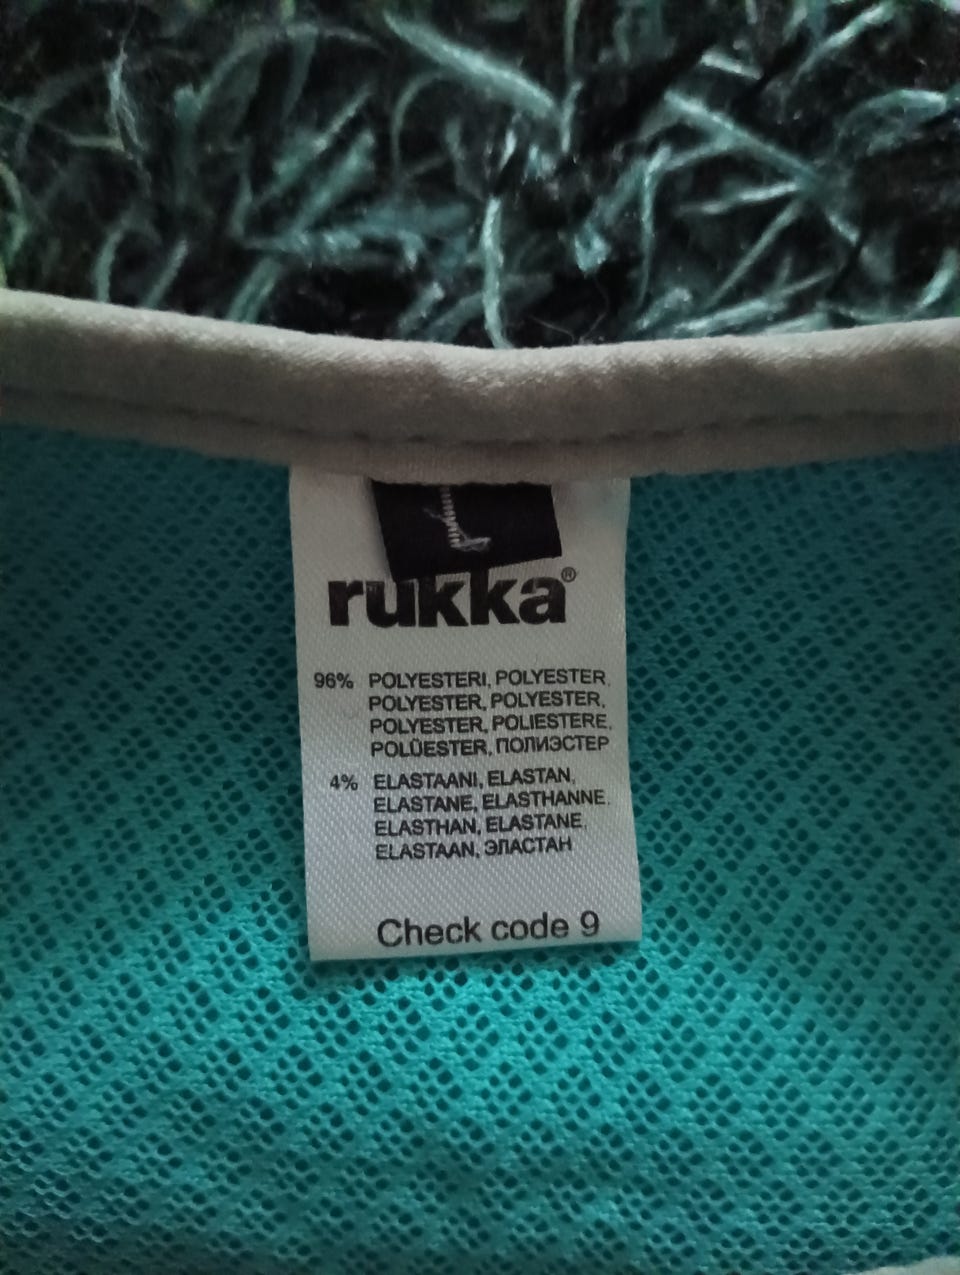 rukka®
96% POLYESTERI, POLYESTER,
POLYESTER, POLYESTER,
POLYESTER, POLIESTERE,
POLÜESTER, ПОЛИЭСТЕР
4% ELASTAANI, ELASTAN,
ELASTANE, ELASTHANNE,
ELASTHAN, ELASTANE,
ELASTAAN, ЭЛАСТАН
Check code 9